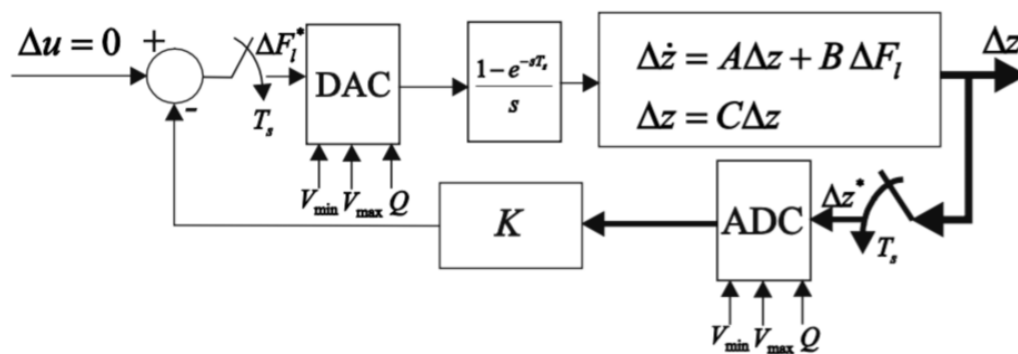 Δu = 0
+
-
ΔF_l^*
T_s
DAC
V_min V_max Q
1 - e^{-sT_s}
s
Δż = AΔz + B ΔF_l
Δz = CΔz
Δz
Δz^*
T_s
ADC
V_min V_max Q
K